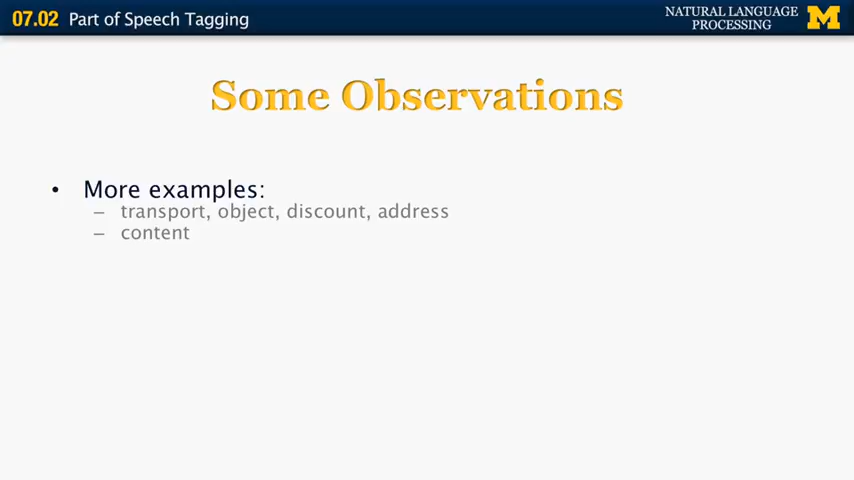 07.02 Part of Speech Tagging
NATURAL LANGUAGE
PROCESSING
M
Some Observations
• More examples:
– transport, object, discount, address
– content